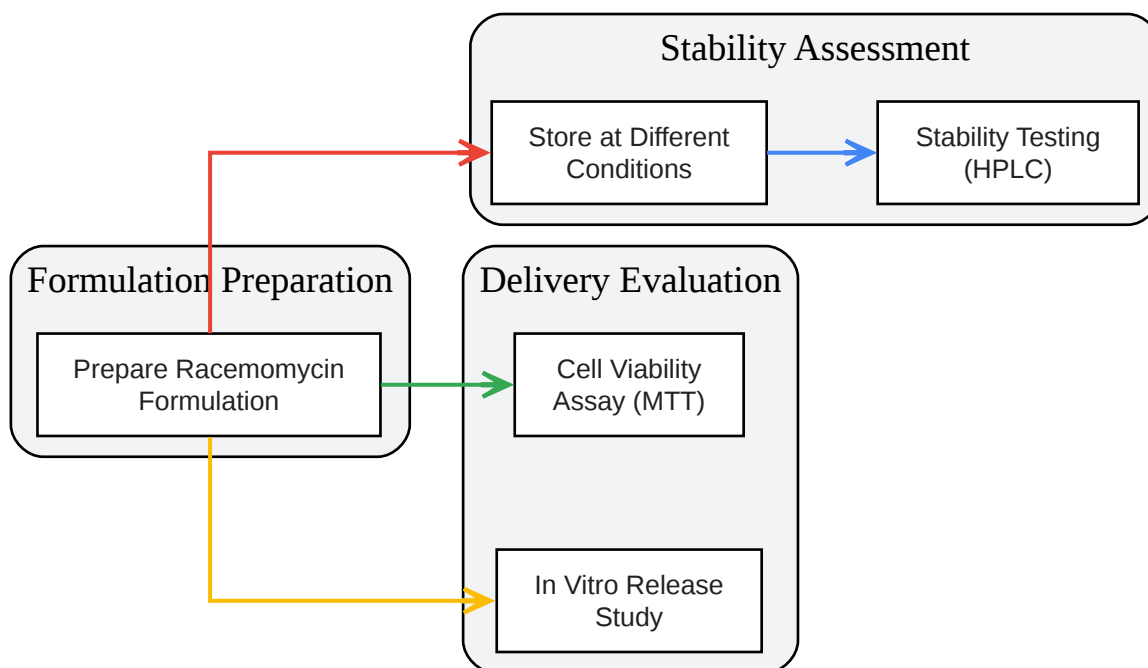 Stability Assessment
Store at Different
Conditions
Stability Testing
(HPLC)
Formulation Preparation
Prepare Racemomycin
Formulation
Delivery Evaluation
Cell Viability
Assay (MTT)
In Vitro Release
Study